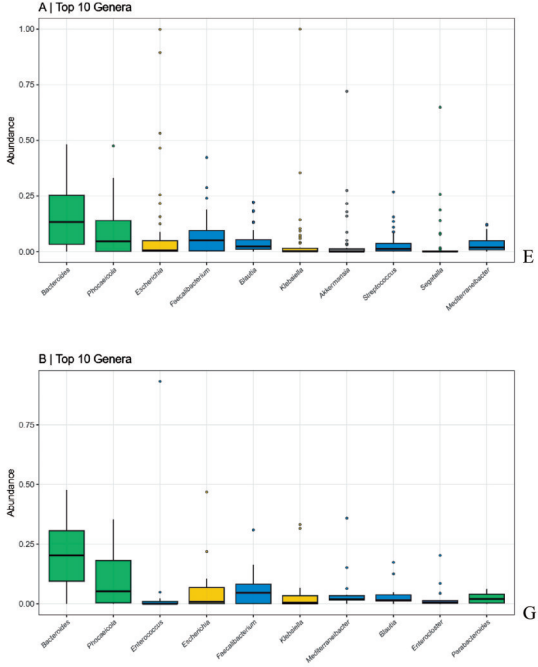 A | Top 10 Genera
1.00
0.75
0.50
0.25
0.00
Abundance
Bacteroides
Phocaeicola
Escherichia
Faecalibacterium
Blautia
Klebsiella
Akkermansia
Streptococcus
Segatella
Mediterraneibacter
E
B | Top 10 Genera
0.75
0.50
0.25
0.00
Abundance
Bacteroides
Phocaeicola
Enterococcus
Escherichia
Faecalibacterium
Klebsiella
Mediterraneibacter
Blautia
Enterocloster
Parabacteroides
G